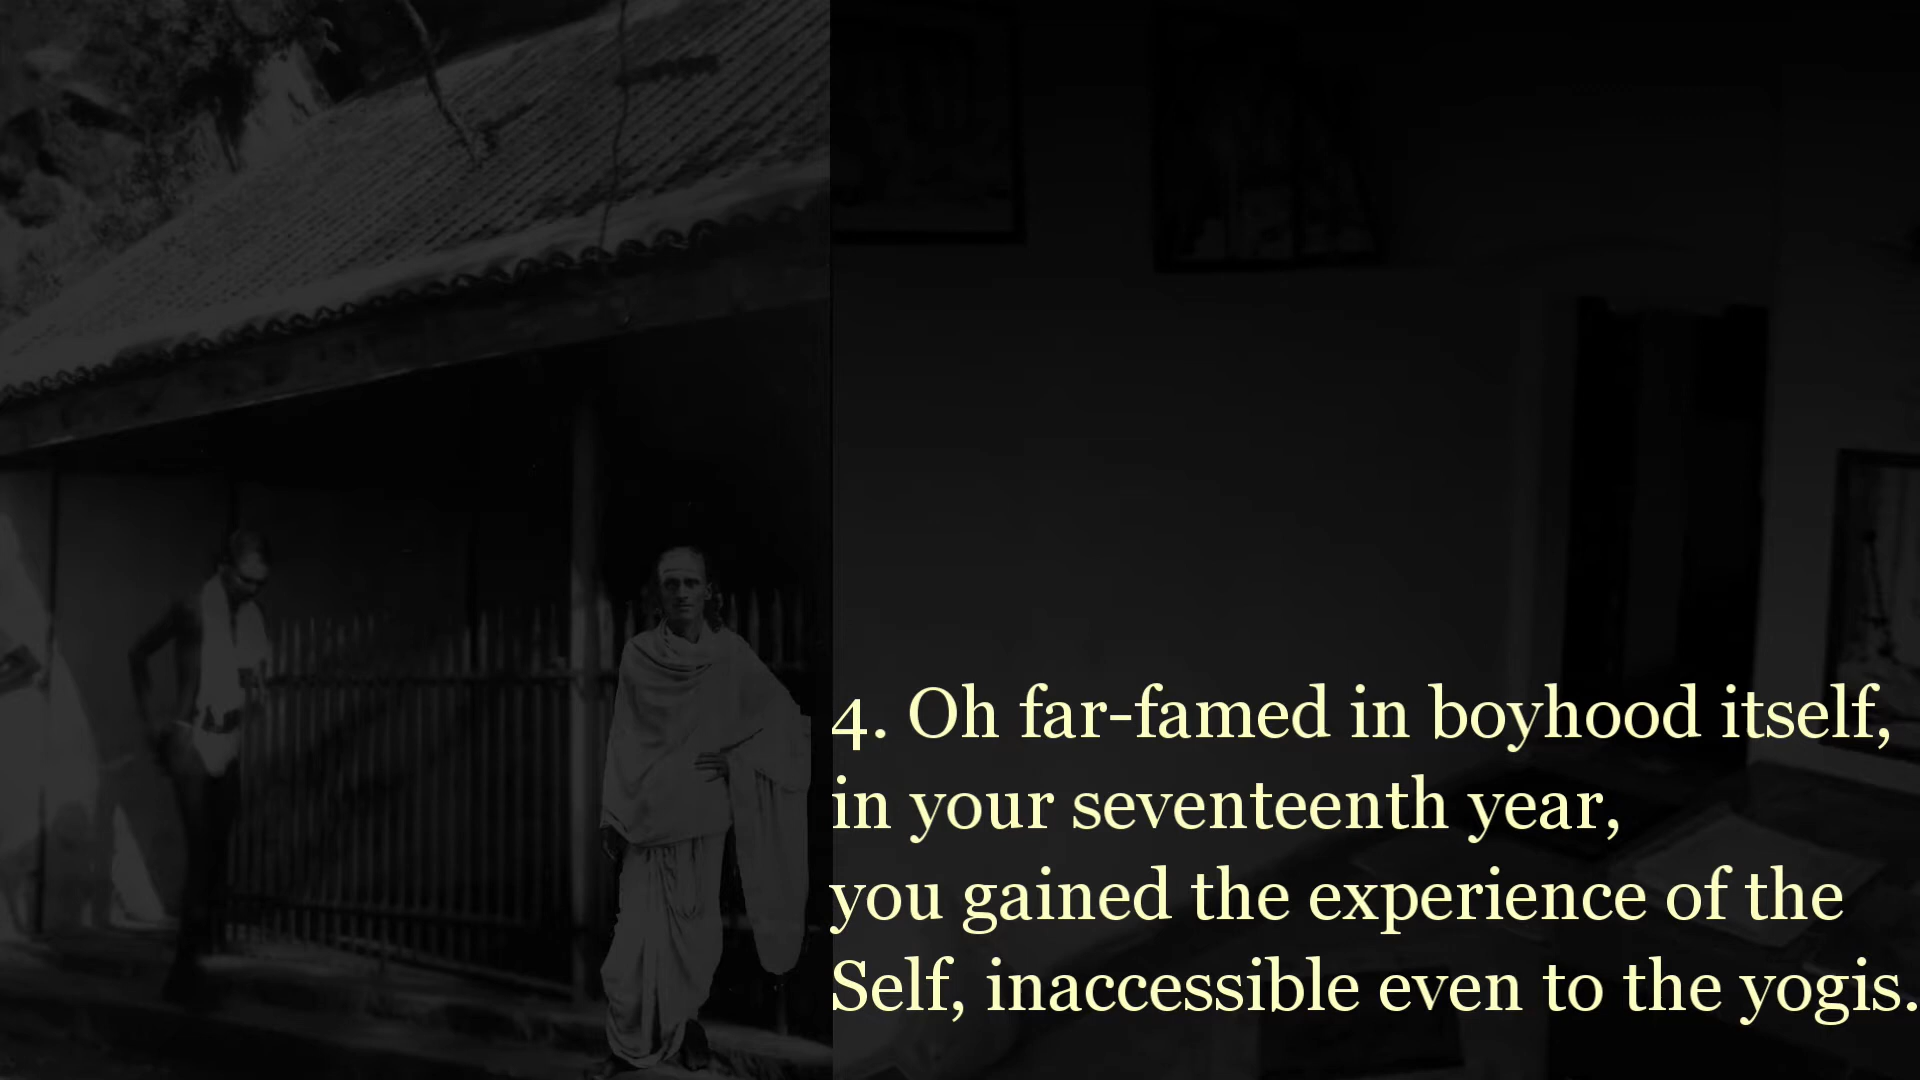 4. Oh far-famed in boyhood itself,
in your seventeenth year,
you gained the experience of the
Self, inaccessible even to the yogis.